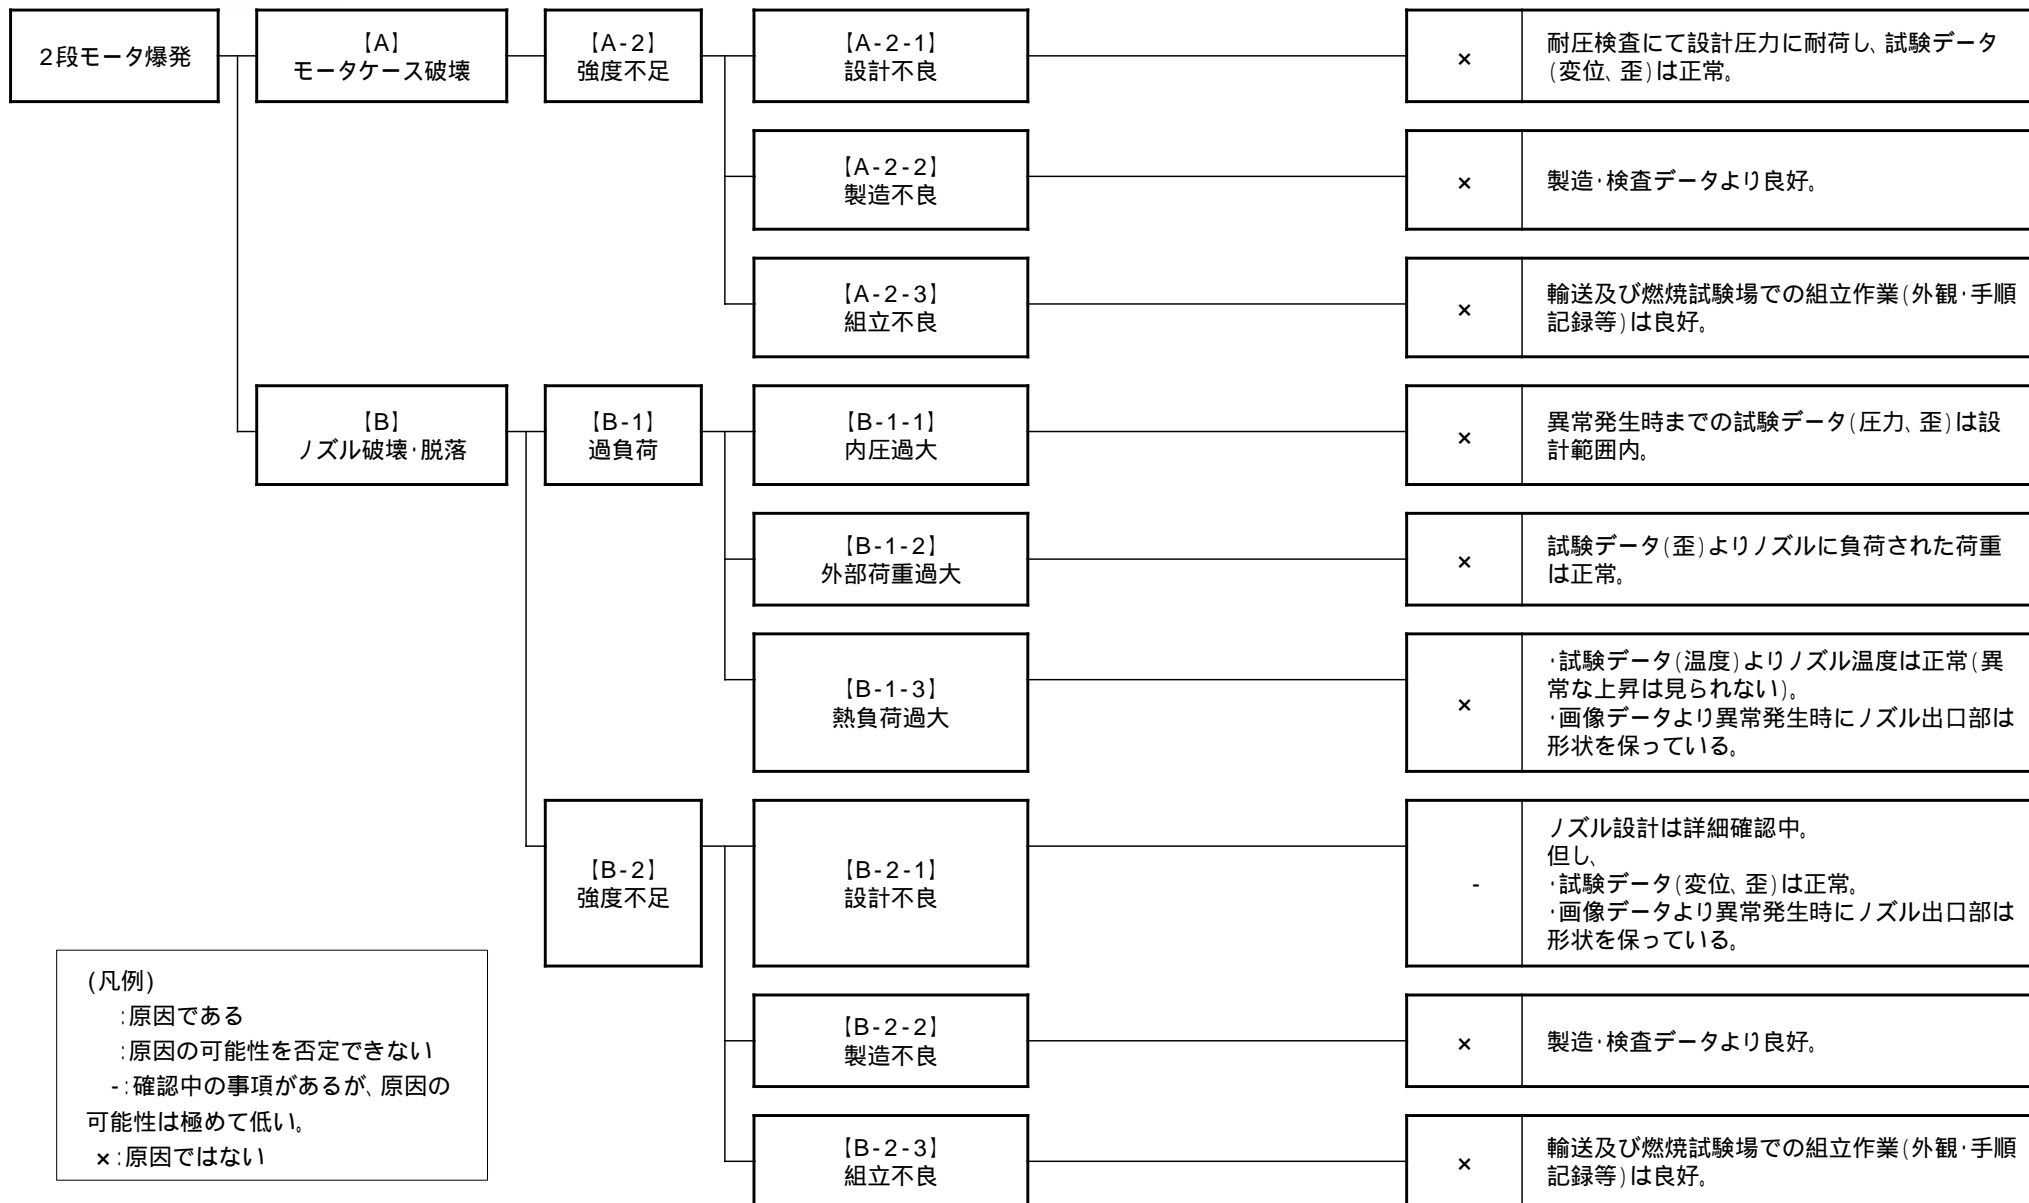 2段モータ爆発
【A】
モータケース破壊
【A-2】
強度不足
【A-2-1】
設計不良
×
耐圧検査にて設計圧力に耐荷し、試験データ
(変位、歪)は正常。
【A-2-2】
製造不良
×
製造・検査データより良好。
【A-2-3】
組立不良
×
輸送及び燃焼試験場での組立作業(外観・手順
記録等)は良好。
【B】
ノズル破壊・脱落
【B-1】
過負荷
【B-1-1】
内圧過大
×
異常発生時までの試験データ(圧力、歪)は設
計範囲内。
【B-1-2】
外部荷重過大
×
試験データ(歪)よりノズルに負荷された荷重
は正常。
【B-1-3】
熱負荷過大
×
・試験データ(温度)よりノズル温度は正常(異
常な上昇は見られない)。
・画像データより異常発生時にノズル出口部は
形状を保っている。
【B-2】
強度不足
【B-2-1】
設計不良
-
ノズル設計は詳細確認中。
但し、
・試験データ(変位、歪)は正常。
・画像データより異常発生時にノズル出口部は
形状を保っている。
【B-2-2】
製造不良
×
製造・検査データより良好。
【B-2-3】
組立不良
×
輸送及び燃焼試験場での組立作業(外観・手順
記録等)は良好。
(凡例)
:原因である
:原因の可能性を否定できない
-:確認中の事項があるが、原因の
可能性は極めて低い。
×:原因ではない